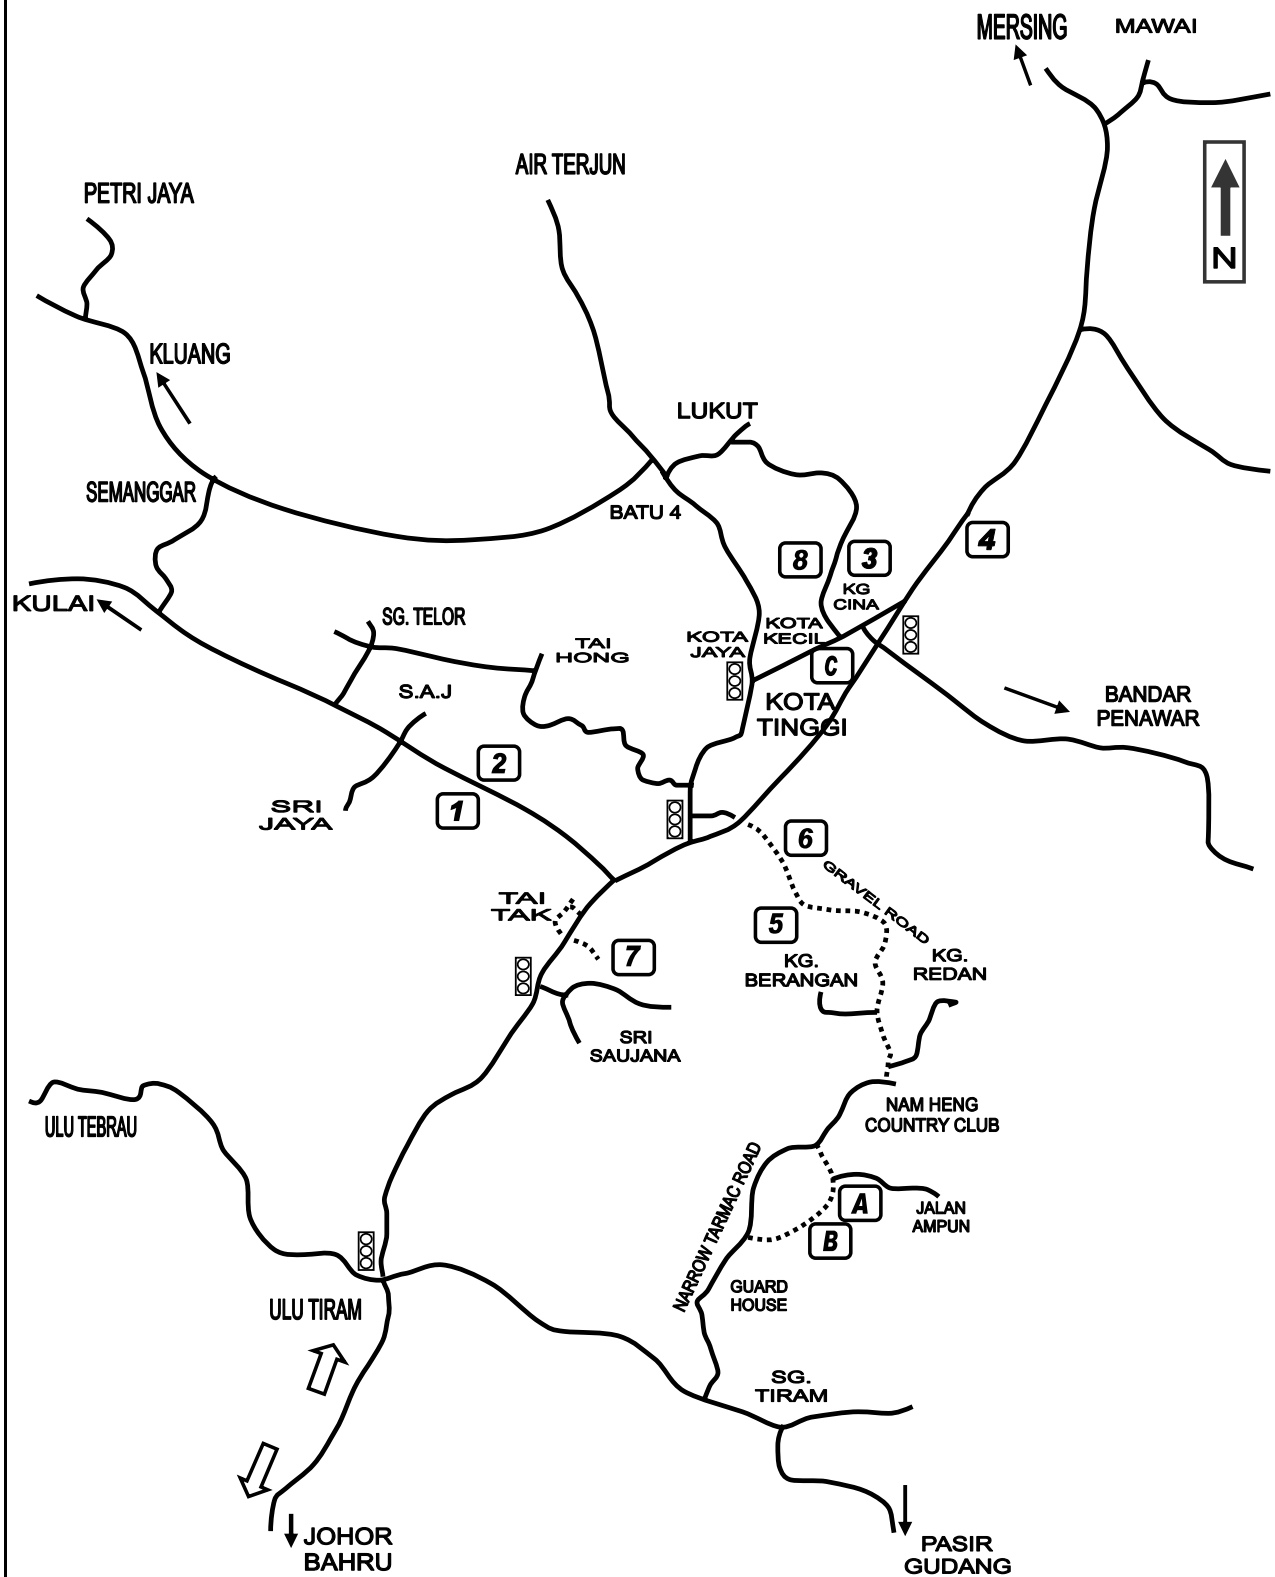 MERSING
MAWAI
AIR TERJUN
PETRI JAYA
N
KLUANG
LUKUT
SEMANGGAR
BATU 4
4
8
3
KG
CINA
KULAI
SG. TELOR
KOTA
KECIL
KOTA
JAYA
TAI
HONG
C
S.A.J
KOTA
TINGGI
BANDAR
PENAWAR
2
1
SRI
JAYA
6
GRAVEL ROAD
TAI
TAK
5
7
KG.
BERANGAN
KG.
REDAN
SRI
SAUJANA
ULU TEBRAU
NAM HENG
COUNTRY CLUB
NARROW TARMAC ROAD
A
JALAN
AMPUN
B
GUARD
HOUSE
ULU TIRAM
SG.
TIRAM
JOHOR
BAHRU
PASIR
GUDANG